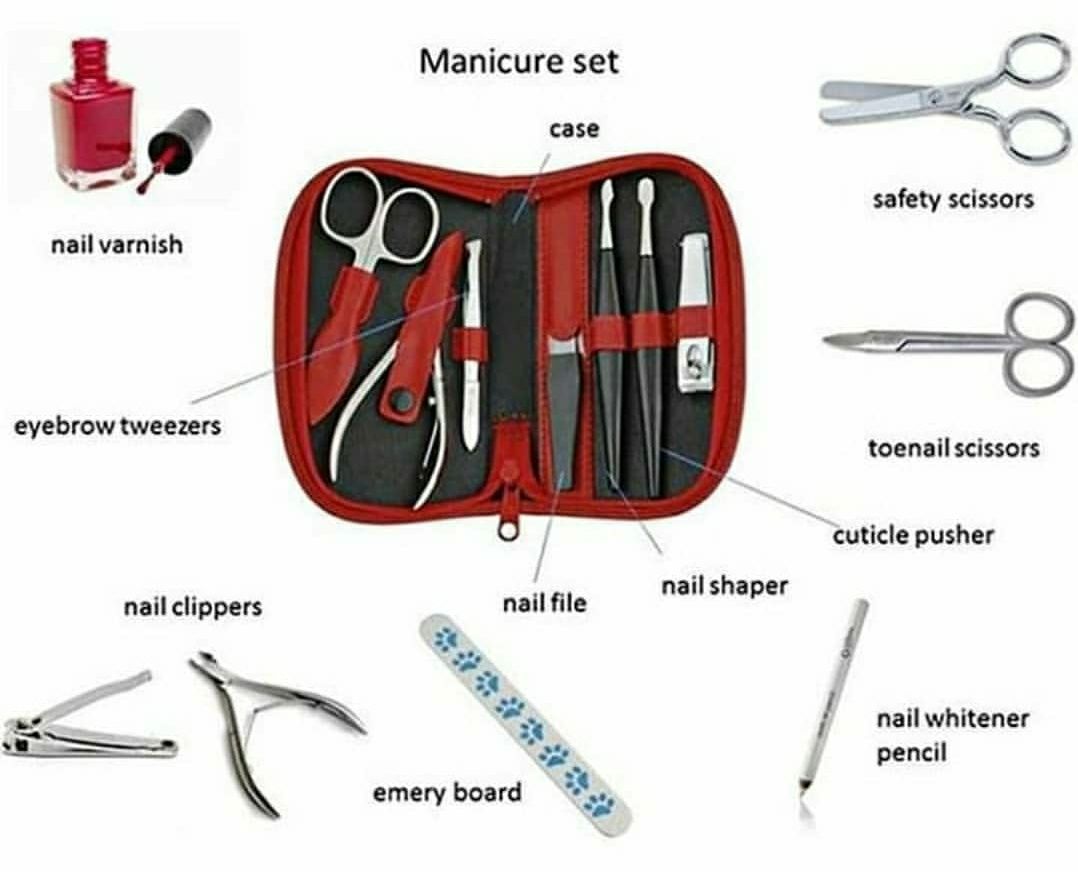 Manicure set
case
safety scissors
nail varnish
eyebrow tweezers
toenail scissors
cuticle pusher
nail shaper
nail file
nail clippers
nail whitener
pencil
emery board